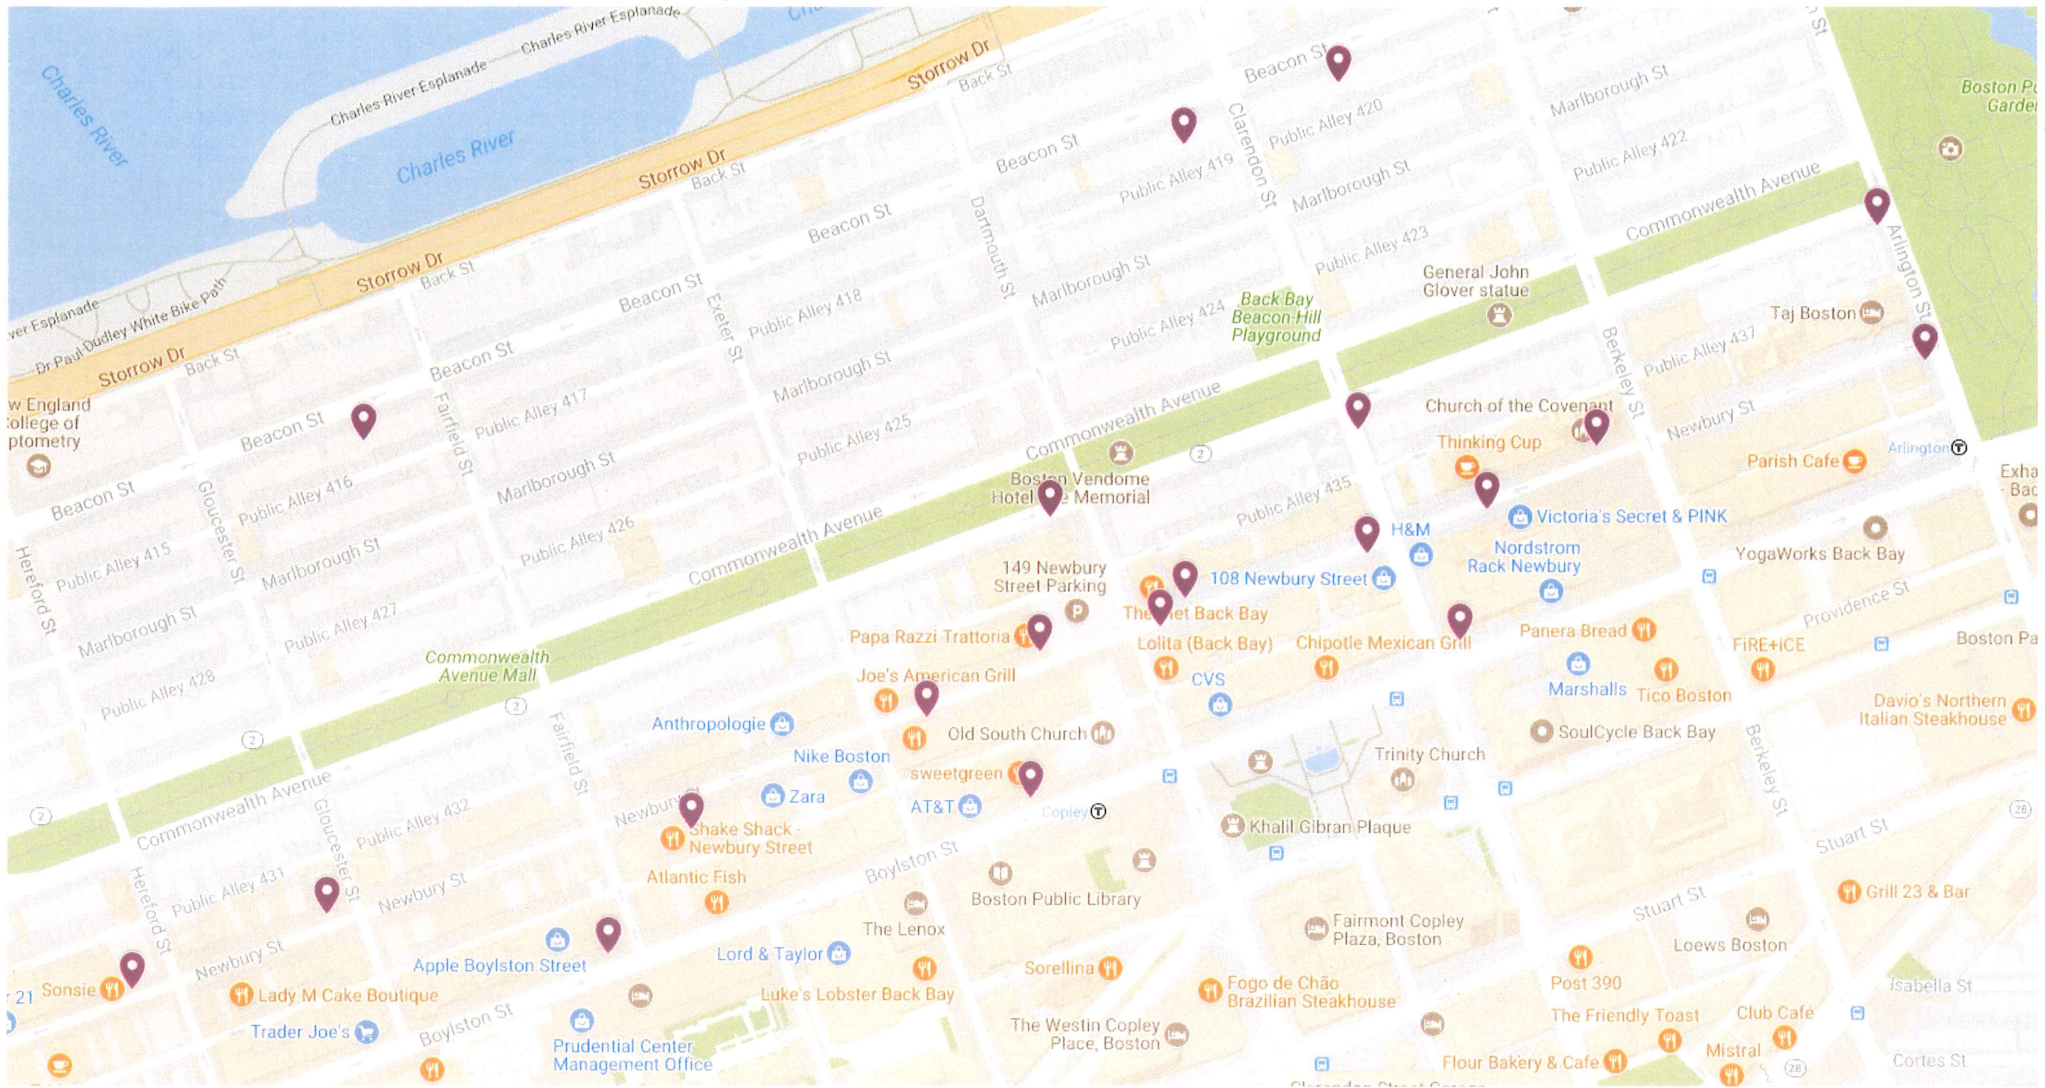 Charles River Esplanade
Charles River
Charles River Esplanade
Charles River
Storrow Dr
Back St
Beacon St
Marlborough St
Boston Pu
Garden
Public Alley 420
Clarendon St
Beacon St
Public Alley 419
Public Alley 422
Storrow Dr
Back St
Marlborough St
Commonwealth Avenue
Beacon St
Dartmouth St
Public Alley 423
Arlington St
Storrow Dr
Back St
Marlborough St
General John
Glover statue
Beacon St
Exeter St
Public Alley 418
Public Alley 424
Back Bay
Beacon-Hill
Playground
Taj Boston
ver Esplanade
Dr Paul Dudley White Bike Path
Storrow Dr
Back St
Beacon St
Marlborough St
Commonwealth Avenue
Berkeley St
Public Alley 437
w England
College of
ptometry
Beacon St
Fairfield St
Public Alley 417
Public Alley 425
Church of the Covenant
Newbury St
Thinking Cup
Arlington
Parish Cafe
Exha
Bac
Beacon St
Gloucester St
Public Alley 416
Marlborough St
Boston Vendome
Hotel Memorial
2
Public Alley 435
Victoria's Secret & PINK
H&M
Nordstrom
Rack Newbury
YogaWorks Back Bay
Hereford St
Public Alley 415
Marlborough St
Public Alley 426
Commonwealth Avenue
149 Newbury
Street Parking
P
108 Newbury Street
Providence St
Marlborough St
Public Alley 427
Papa Razzi Trattoria
Back Bay
Lolita (Back Bay)
Chipotle Mexican Grill
Panera Bread
FiRE+iCE
Boston Pa
Public Alley 428
Commonwealth
Avenue Mall
2
Joe's American Grill
CVS
Marshalls
Tico Boston
Davio's Northern
Italian Steakhouse
Anthropologie
Fairfield St
Old South Church
Trinity Church
SoulCycle Back Bay
Berkeley St
2
Nike Boston
sweetgreen
Zara
AT&T
Copley
Khalil Gibran Plaque
28
2
Commonwealth Avenue
Gloucester St
Public Alley 432
Newbury St
Shake Shack -
Newbury Street
Boylston St
Stuart St
Hereford St
Public Alley 431
Newbury St
Atlantic Fish
Boston Public Library
The Lenox
Fairmont Copley
Plaza, Boston
Stuart St
Grill 23 & Bar
Newbury St
Apple Boylston Street
Lord & Taylor
Sorellina
Loews Boston
21
Sonsie
Lady M Cake Boutique
Luke's Lobster Back Bay
Fogo de Chão
Brazilian Steakhouse
Post 390
Isabella St
Trader Joe's
Boylston St
Prudential Center
Management Office
The Westin Copley
Place, Boston
The Friendly Toast
Club Café
Flour Bakery & Cafe
Mistral
28
Cortes St